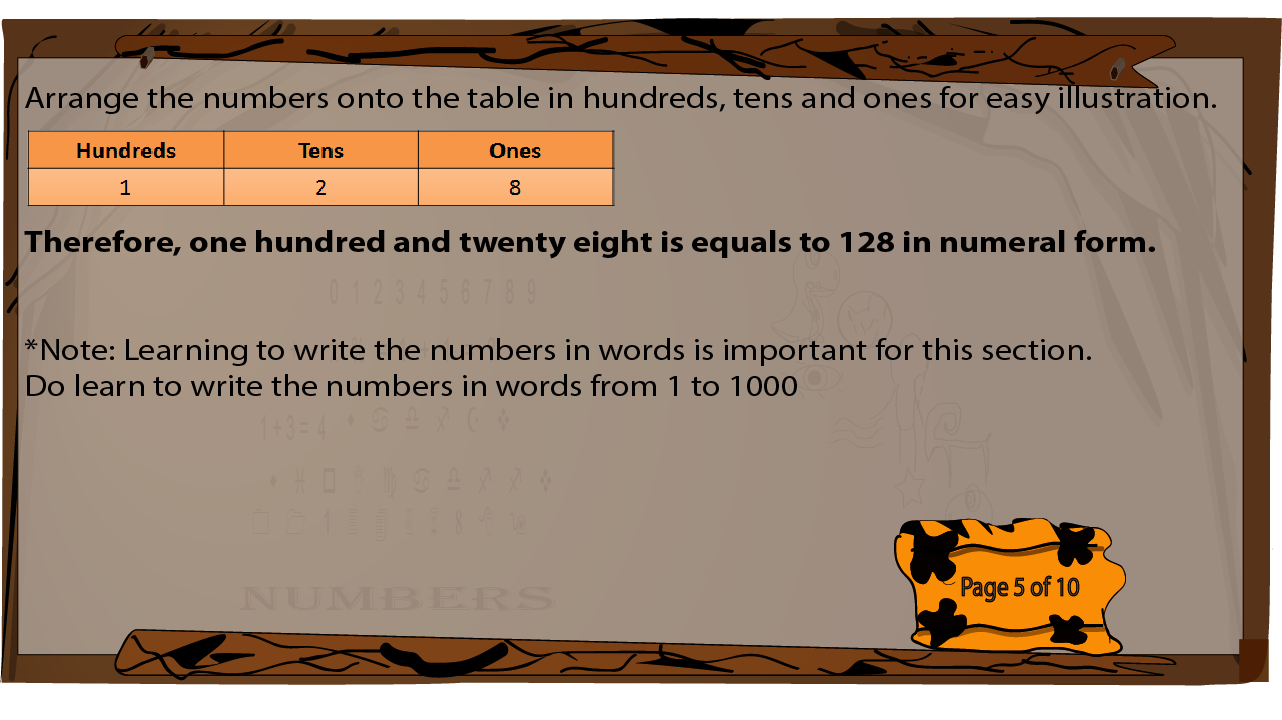 Arrange the numbers onto the table in hundreds, tens and ones for easy illustration.
Hundreds Tens Ones
1 2 8
Therefore, one hundred and twenty eight is equals to 128 in numeral form.
0 1 2 3 4 5 6 7 8 9
*Note: Learning to write the numbers in words is important for this section.
Do learn to write the numbers in words from 1 to 1000
1+3=4
NUMBERS
Page 5 of 10